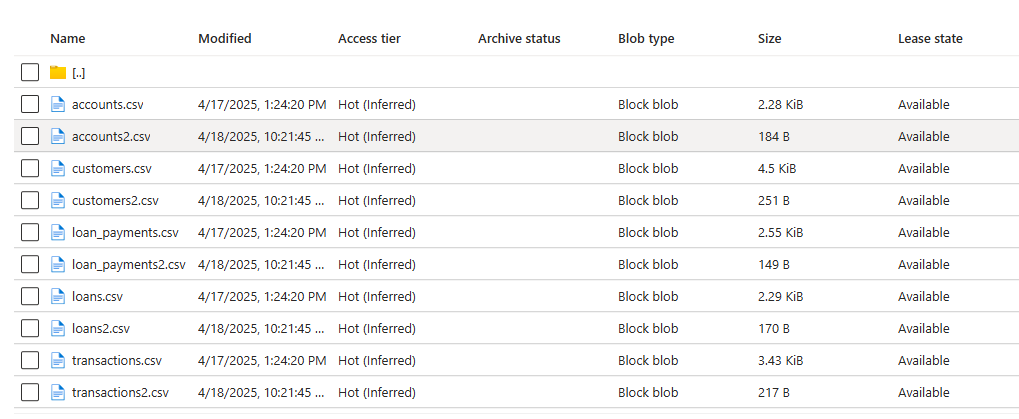 Name Modified Access tier Archive status Blob type Size Lease state
[..]
accounts.csv 4/17/2025, 1:24:20 PM Hot (Inferred) Block blob 2.28 KiB Available
accounts2.csv 4/18/2025, 10:21:45 ... Hot (Inferred) Block blob 184 B Available
customers.csv 4/17/2025, 1:24:20 PM Hot (Inferred) Block blob 4.5 KiB Available
customers2.csv 4/18/2025, 10:21:45 ... Hot (Inferred) Block blob 251 B Available
loan_payments.csv 4/17/2025, 1:24:20 PM Hot (Inferred) Block blob 2.55 KiB Available
loan_payments2.csv 4/18/2025, 10:21:45 ... Hot (Inferred) Block blob 149 B Available
loans.csv 4/17/2025, 1:24:20 PM Hot (Inferred) Block blob 2.29 KiB Available
loans2.csv 4/18/2025, 10:21:45 ... Hot (Inferred) Block blob 170 B Available
transactions.csv 4/17/2025, 1:24:20 PM Hot (Inferred) Block blob 3.43 KiB Available
transactions2.csv 4/18/2025, 10:21:45 ... Hot (Inferred) Block blob 217 B Available